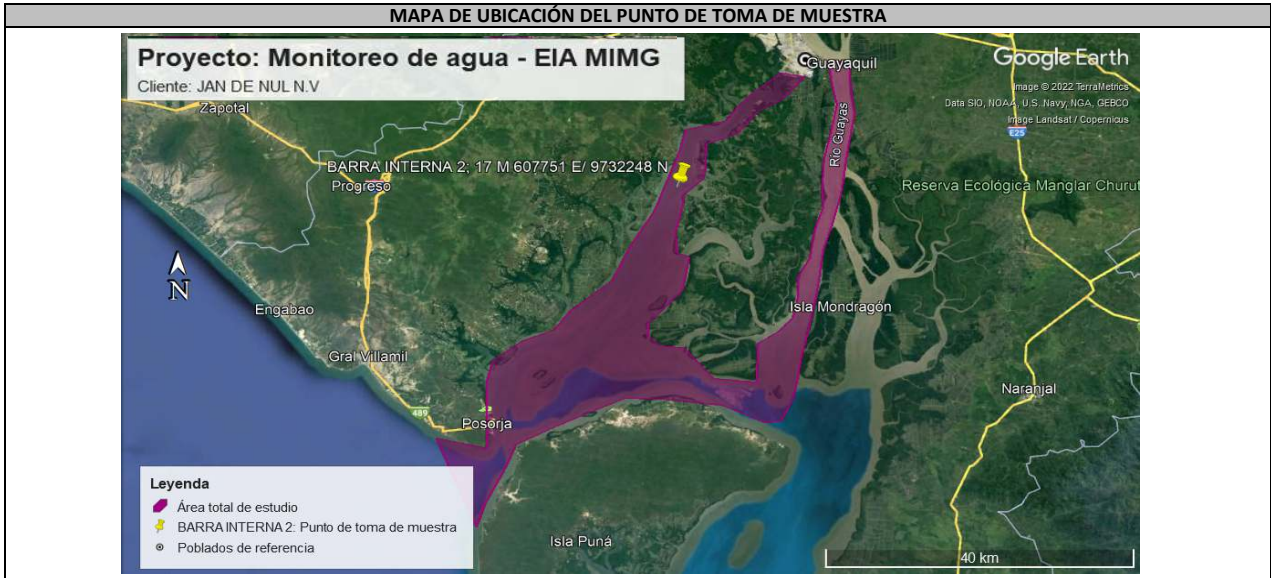 MAPA DE UBICACIÓN DEL PUNTO DE TOMA DE MUESTRA
Proyecto: Monitoreo de agua - EIA MIMG
Cliente: JAN DE NUL N.V
Guayaquil
Google Earth
Image © 2022 TerraMetrics
Data SIO, NOAA, U.S. Navy, NGA, GEBCO
Image Landsat / Copernicus
Zapotal
E25
Río Guayas
BARRA INTERNA 2; 17 M 607751 E/ 9732248 N
Progreso
Reserva Ecológica Manglar Churut
N
Engabao
Isla Mondragón
Gral Villamil
Naranjal
489
Posorja
Leyenda
Área total de estudio
BARRA INTERNA 2: Punto de toma de muestra
Poblados de referencia
Isla Puná
40 km